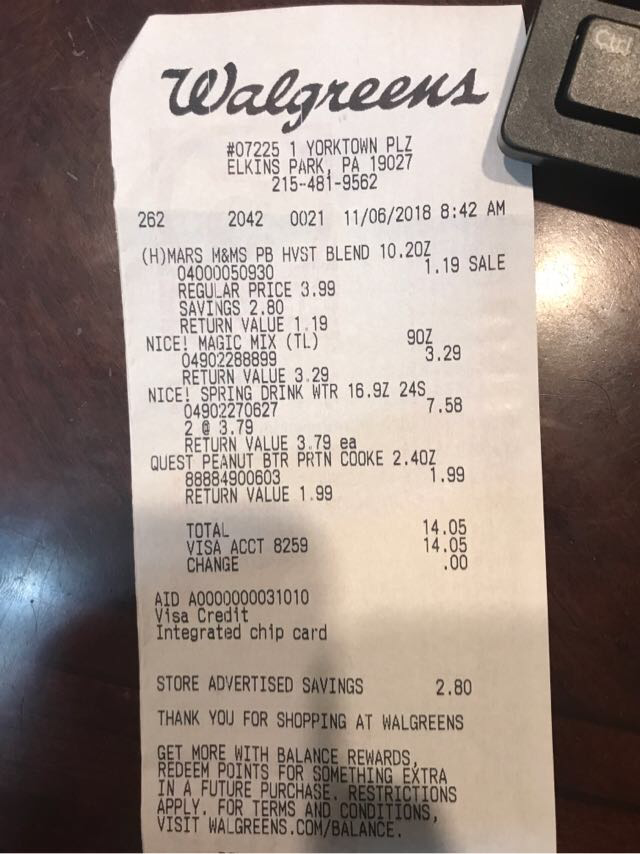 Walgreens
#07225 1 YORKTOWN PLZ
ELKINS PARK, PA 19027
215-481-9562
262 2042 0021 11/06/2018 8:42 AM
(H)MARS M&MS PB HVST BLEND 10.2OZ
04000050930 1.19 SALE
REGULAR PRICE 3.99
SAVINGS 2.80
RETURN VALUE 1.19
NICE! MAGIC MIX (TL) 9OZ
04902288899 3.29
RETURN VALUE 3.29
NICE! SPRING DRINK WTR 16.9Z 24S
04902270627 7.58
2 @ 3.79
RETURN VALUE 3.79 ea
QUEST PEANUT BTR PRTN COOKE 2.4OZ
88884900603 1.99
RETURN VALUE 1.99
TOTAL 14.05
VISA ACCT 8259 14.05
CHANGE .00
AID A0000000031010
Visa Credit
Integrated chip card
STORE ADVERTISED SAVINGS 2.80
THANK YOU FOR SHOPPING AT WALGREENS
GET MORE WITH BALANCE REWARDS,
REDEEM POINTS FOR SOMETHING EXTRA
IN A FUTURE PURCHASE. RESTRICTIONS
APPLY. FOR TERMS AND CONDITIONS,
VISIT WALGREENS.COM/BALANCE.
Ctrl